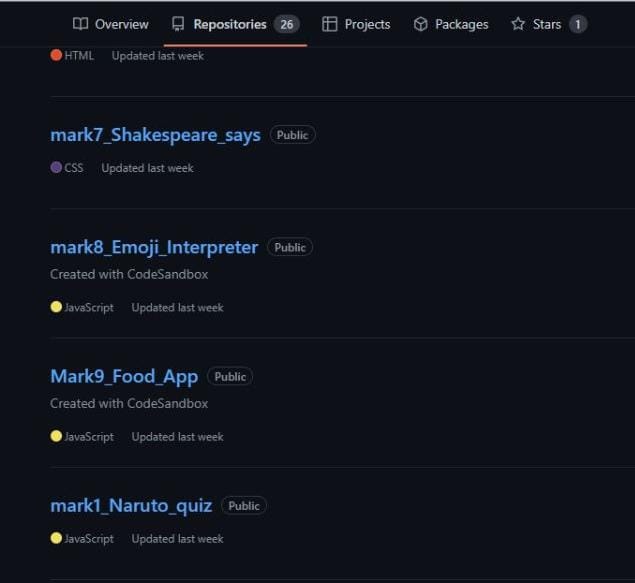 Overview Repositories 26 Projects Packages Stars 1
HTML Updated last week
mark7_Shakespeare_says Public
CSS Updated last week
mark8_Emoji_Interpreter Public
Created with CodeSandbox
JavaScript Updated last week
Mark9_Food_App Public
Created with CodeSandbox
JavaScript Updated last week
mark1_Naruto_quiz Public
JavaScript Updated last week